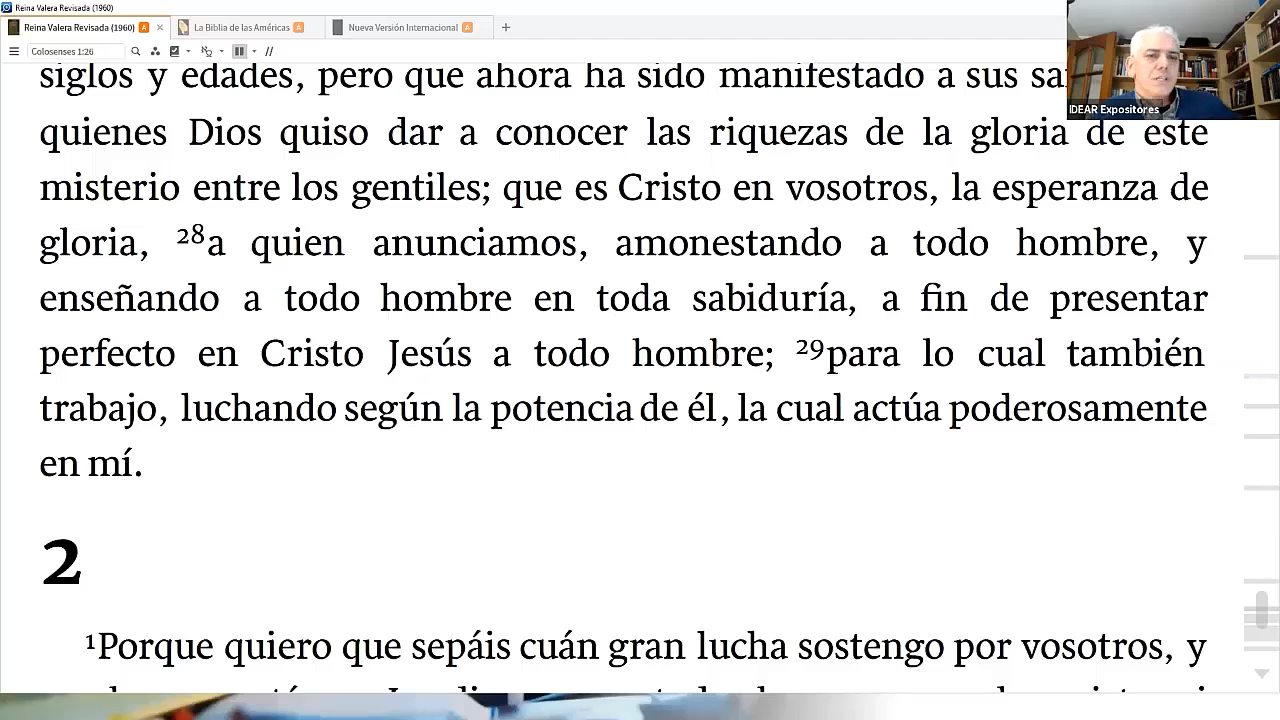 Reina Valera Revisada (1960)
Reina Valera Revisada (1960) A × La Biblia de las Américas A Nueva Versión Internacional A +
Colosenses 1:26
siglos y edades, pero que ahora ha sido manifestado a sus
quienes Dios quiso dar a conocer las riquezas de la gloria de este
misterio entre los gentiles; que es Cristo en vosotros, la esperanza de
gloria, 28a quien anunciamos, amonestando a todo hombre, y
enseñando a todo hombre en toda sabiduría, a fin de presentar
perfecto en Cristo Jesús a todo hombre; 29para lo cual también
trabajo, luchando según la potencia de él, la cual actúa poderosamente
en mí.
2
1Porque quiero que sepáis cuán gran lucha sostengo por vosotros, y
IDEAR Expositores